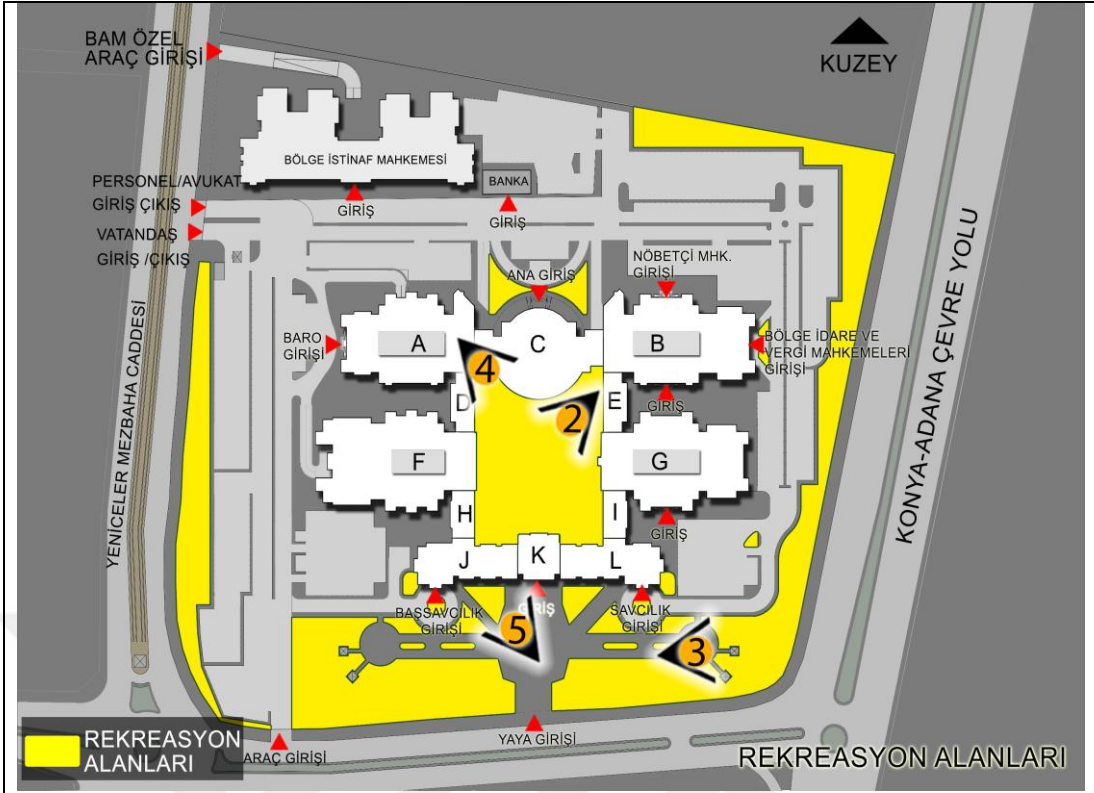 BAM ÖZEL
ARAÇ GİRİŞİ
KUZEY
BÖLGE İSTİNAF MAHKEMESİ
BANKA
PERSONEL/AVUKAT
GİRİŞ ÇIKIŞ
GİRİŞ
GİRİŞ
VATANDAŞ
GİRİŞ /ÇIKIŞ
ANA GİRİŞ
NÖBETÇİ MHK.
GİRİŞİ
BARO
GİRİŞİ
A
C
B
BÖLGE İDARE VE
VERGİ MAHKEMELERİ
GİRİŞİ
4
D
2
E
GİRİŞ
F
G
H
I
GİRİŞ
J
K
L
YENİCELER MEZBAHA CADDESİ
KONYA-ADANA ÇEVRE YOLU
BAŞSAVCILIK
GİRİŞİ
GİRİŞ
SAVCILIK
GİRİŞİ
5
3
REKREASYON
ALANLARI
ARAÇ GİRİŞİ
YAYA GİRİŞİ
REKREASYON ALANLARI